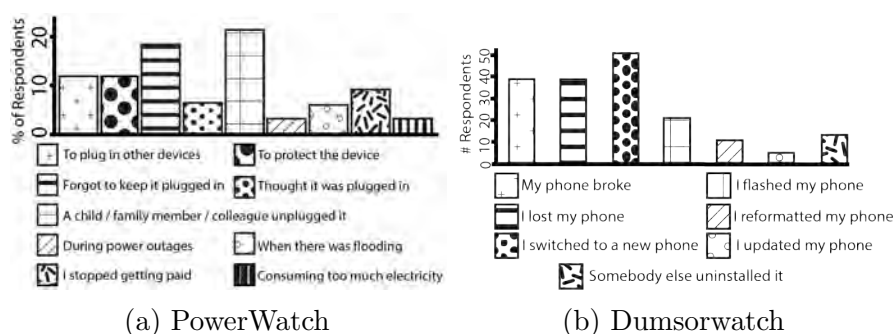 % of Respondents
20
10
0
To plug in other devices
To protect the device
Forgot to keep it plugged in
Thought it was plugged in
A child / family member / colleague unplugged it
During power outages
When there was flooding
I stopped getting paid
Consuming too much electricity
(a) PowerWatch
# Respondents
50
40
30
20
10
0
My phone broke
I flashed my phone
I lost my phone
I reformatted my phone
I switched to a new phone
I updated my phone
Somebody else uninstalled it
(b) Dumsorwatch